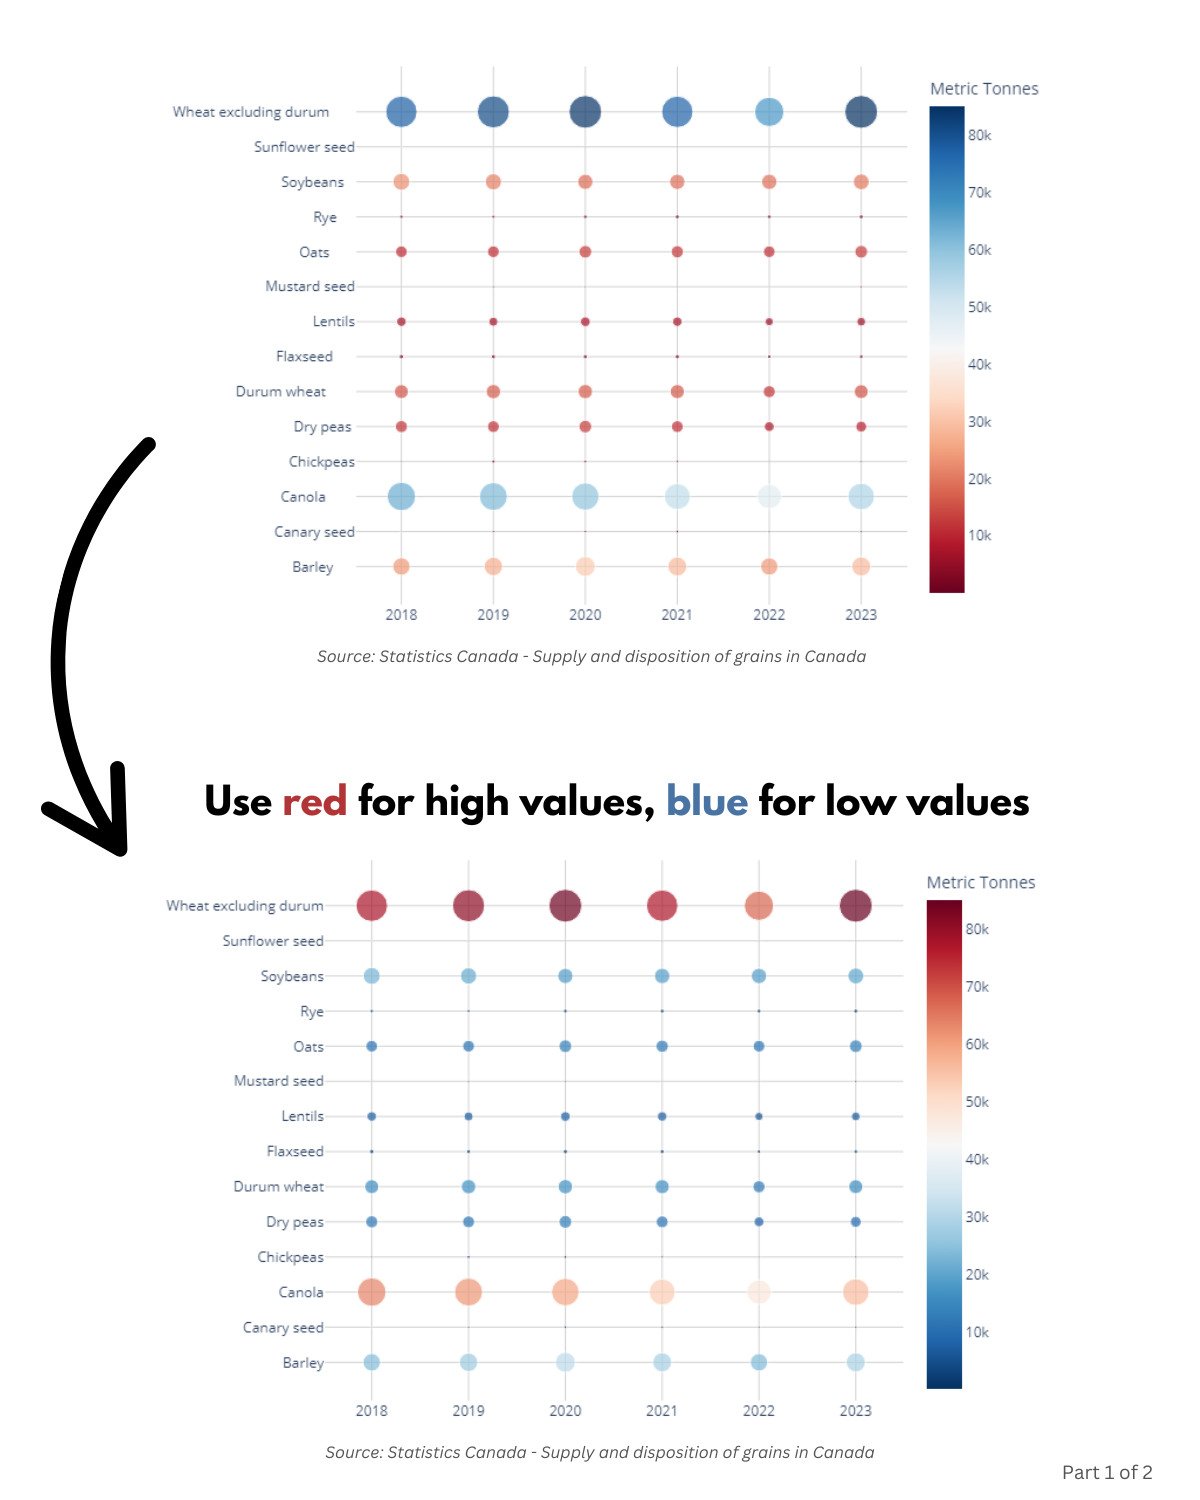 Metric Tonnes
Wheat excluding durum
Sunflower seed
Soybeans
Rye
Oats
Mustard seed
Lentils
Flaxseed
Durum wheat
Dry peas
Chickpeas
Canola
Canary seed
Barley
80k
70k
60k
50k
40k
30k
20k
10k
2018 2019 2020 2021 2022 2023
Source: Statistics Canada - Supply and disposition of grains in Canada
Use red for high values, blue for low values
Metric Tonnes
Wheat excluding durum
Sunflower seed
Soybeans
Rye
Oats
Mustard seed
Lentils
Flaxseed
Durum wheat
Dry peas
Chickpeas
Canola
Canary seed
Barley
80k
70k
60k
50k
40k
30k
20k
10k
2018 2019 2020 2021 2022 2023
Source: Statistics Canada - Supply and disposition of grains in Canada
Part 1 of 2